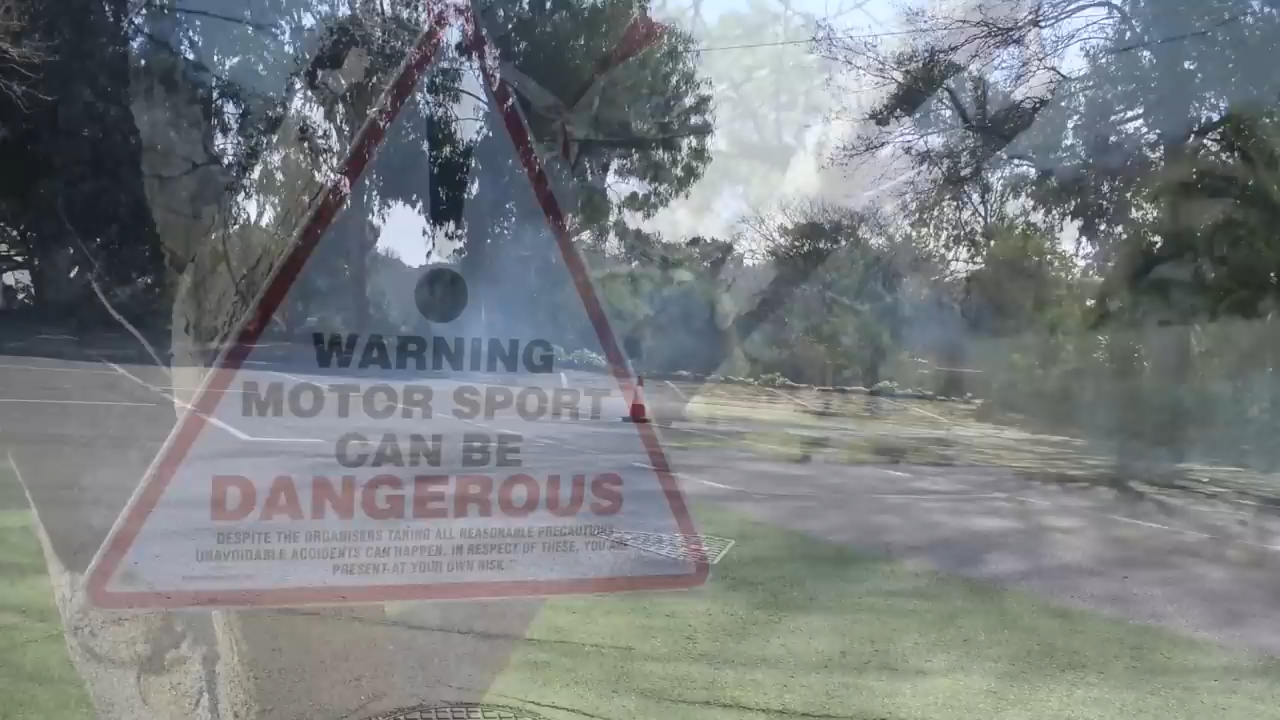 WARNING
MOTOR SPORT
CAN BE
DANGEROUS
"DESPITE THE ORGANISERS TAKING ALL REASONABLE PRECAUTIONS
UNAVOIDABLE ACCIDENTS CAN HAPPEN. IN RESPECT OF THESE, YOU ARE
PRESENT AT YOUR OWN RISK."